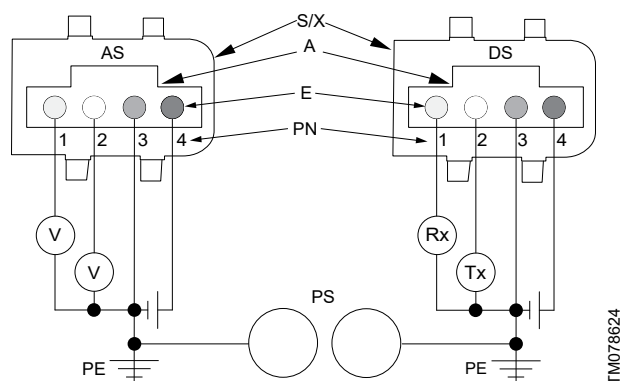 S/X
AS
DS
A
E
1 2 3 4
PN
1 2 3 4
V
V
Rx
Tx
PS
PE
PE
TM078624